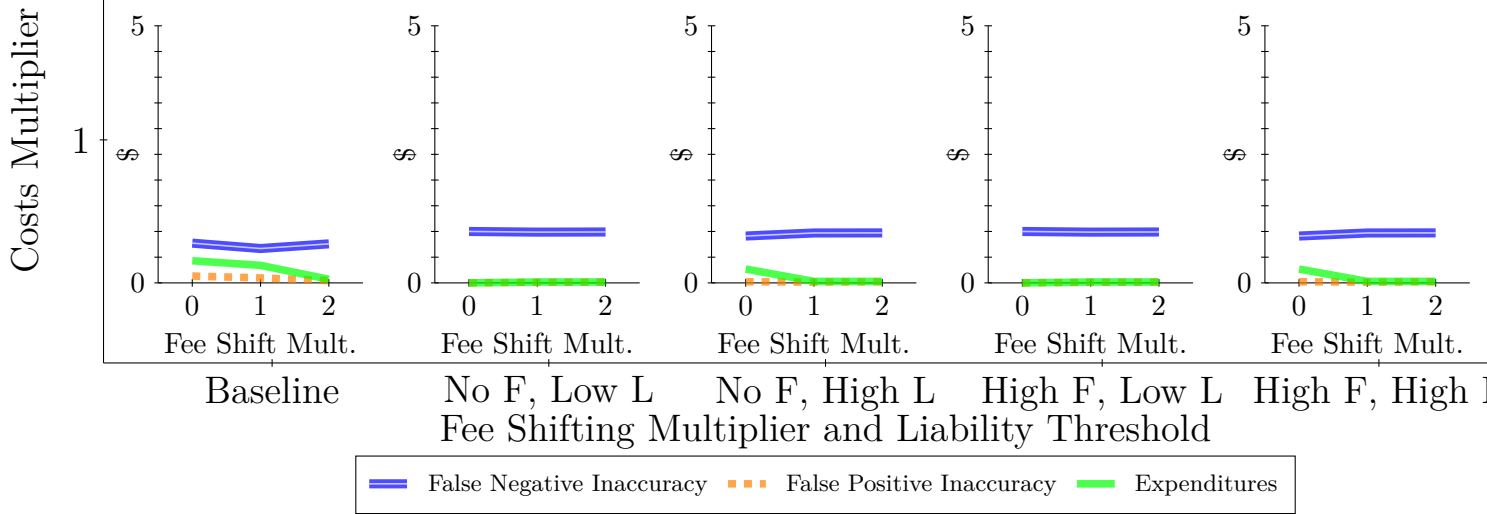 Costs Multiplier
1
5
$
0
0 1 2
Fee Shift Mult.
Baseline
5
$
0
0 1 2
Fee Shift Mult.
No F, Low L
5
$
0
0 1 2
Fee Shift Mult.
No F, High L
5
$
0
0 1 2
Fee Shift Mult.
High F, Low L
5
$
0
0 1 2
Fee Shift Mult.
High F, High
Fee Shifting Multiplier and Liability Threshold
False Negative Inaccuracy
False Positive Inaccuracy
Expenditures